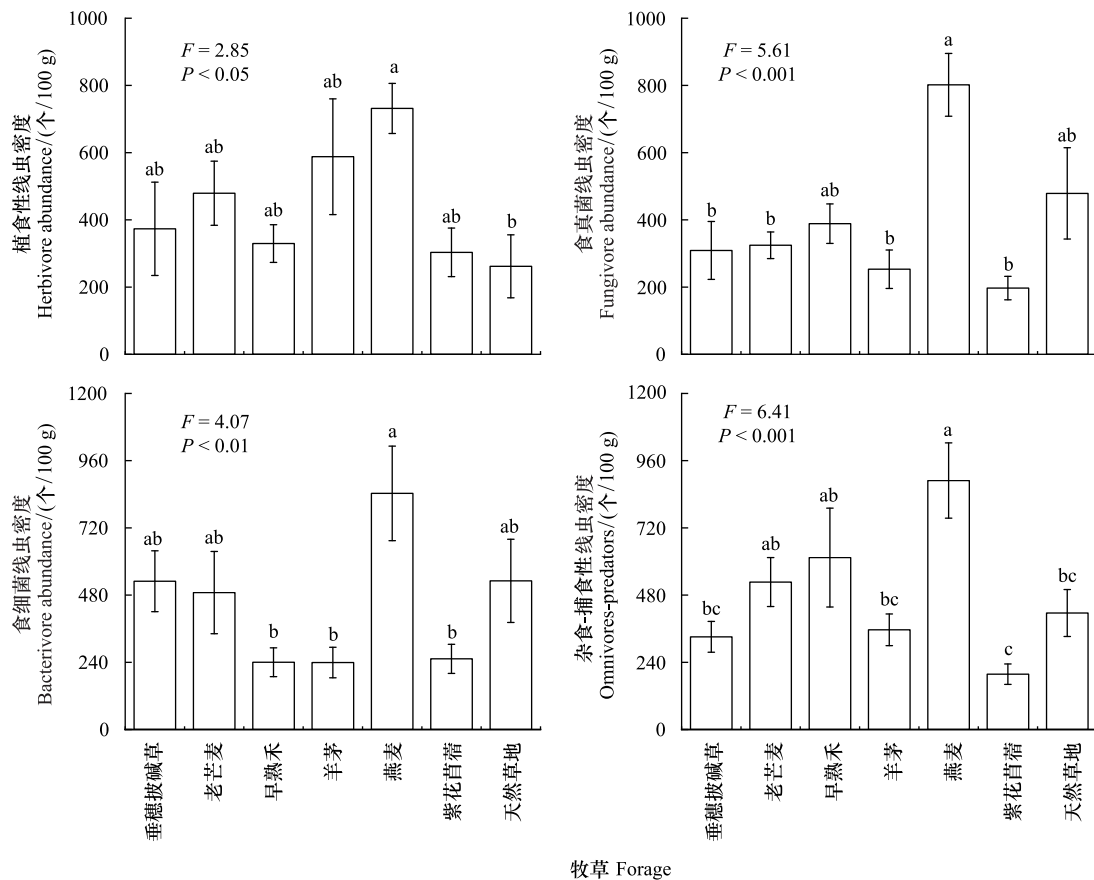 植食性线虫密度
Herbivore abundance/(个/100 g)
1000
800
600
400
200
0
F = 2.85
P < 0.05
ab
ab
ab
ab
a
ab
b
食真菌线虫密度
Fungivore abundance/(个/100 g)
1000
800
600
400
200
0
F = 5.61
P < 0.001
b
b
ab
b
a
b
ab
食细菌线虫密度
Bacterivore abundance/(个/100 g)
1200
960
720
480
240
0
F = 4.07
P < 0.01
ab
ab
b
b
a
b
ab
垂穗披碱草
老芒麦
早熟禾
羊茅
燕麦
紫花苜蓿
天然草地
杂食-捕食性线虫密度
Omnivores-predators/(个/100 g)
1200
960
720
480
240
0
F = 6.41
P < 0.001
bc
ab
ab
bc
a
c
bc
垂穗披碱草
老芒麦
早熟禾
羊茅
燕麦
紫花苜蓿
天然草地
牧草 Forage